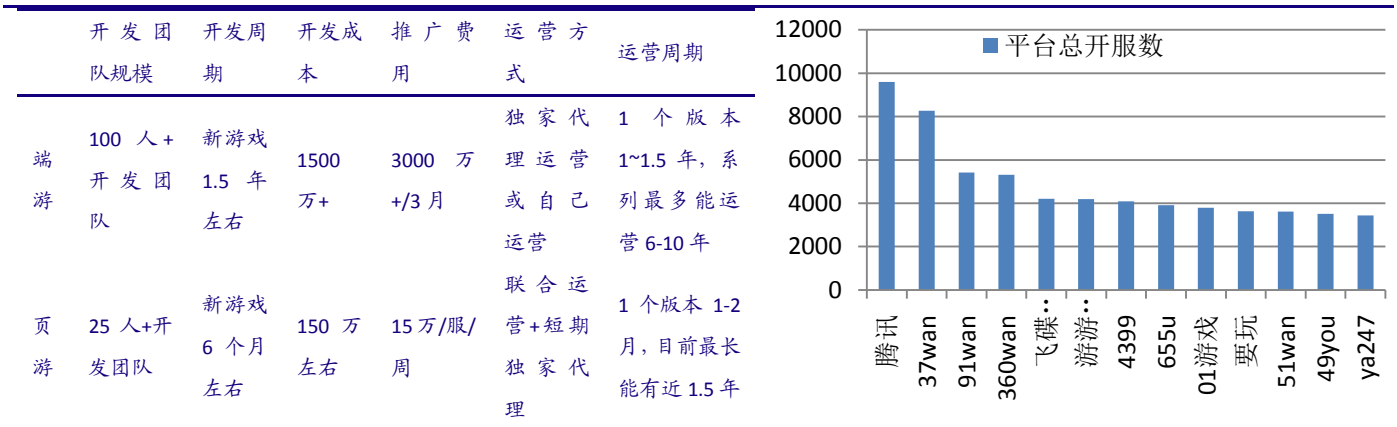 开发团队规模 开发周期 开发成本 推广费用 运营方式 运营周期
端游 100 人+开发团队 新游戏 1.5 年左右 1500 万+ 3000 万+/3 月 独家代理运营或自己运营 1 个版本 1~1.5 年，系列最多能运营 6-10 年
页游 25 人+开发团队 新游戏 6 个月左右 150 万左右 15 万/服/周 联合运营+短期独家代理 1 个版本 1-2 月，目前最长能有近 1.5 年
平台总开服数
12000
10000
8000
6000
4000
2000
0
腾讯
37wan
91wan
360wan
飞碟..
游游..
4399
655u
01游戏
要玩
51wan
49you
ya247